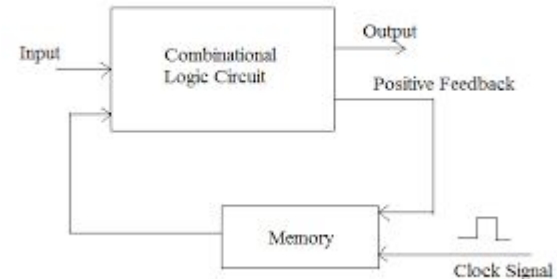 Output
Input
Combinational
Logic Circuit
Positive Feedback
Memory
Clock Signal